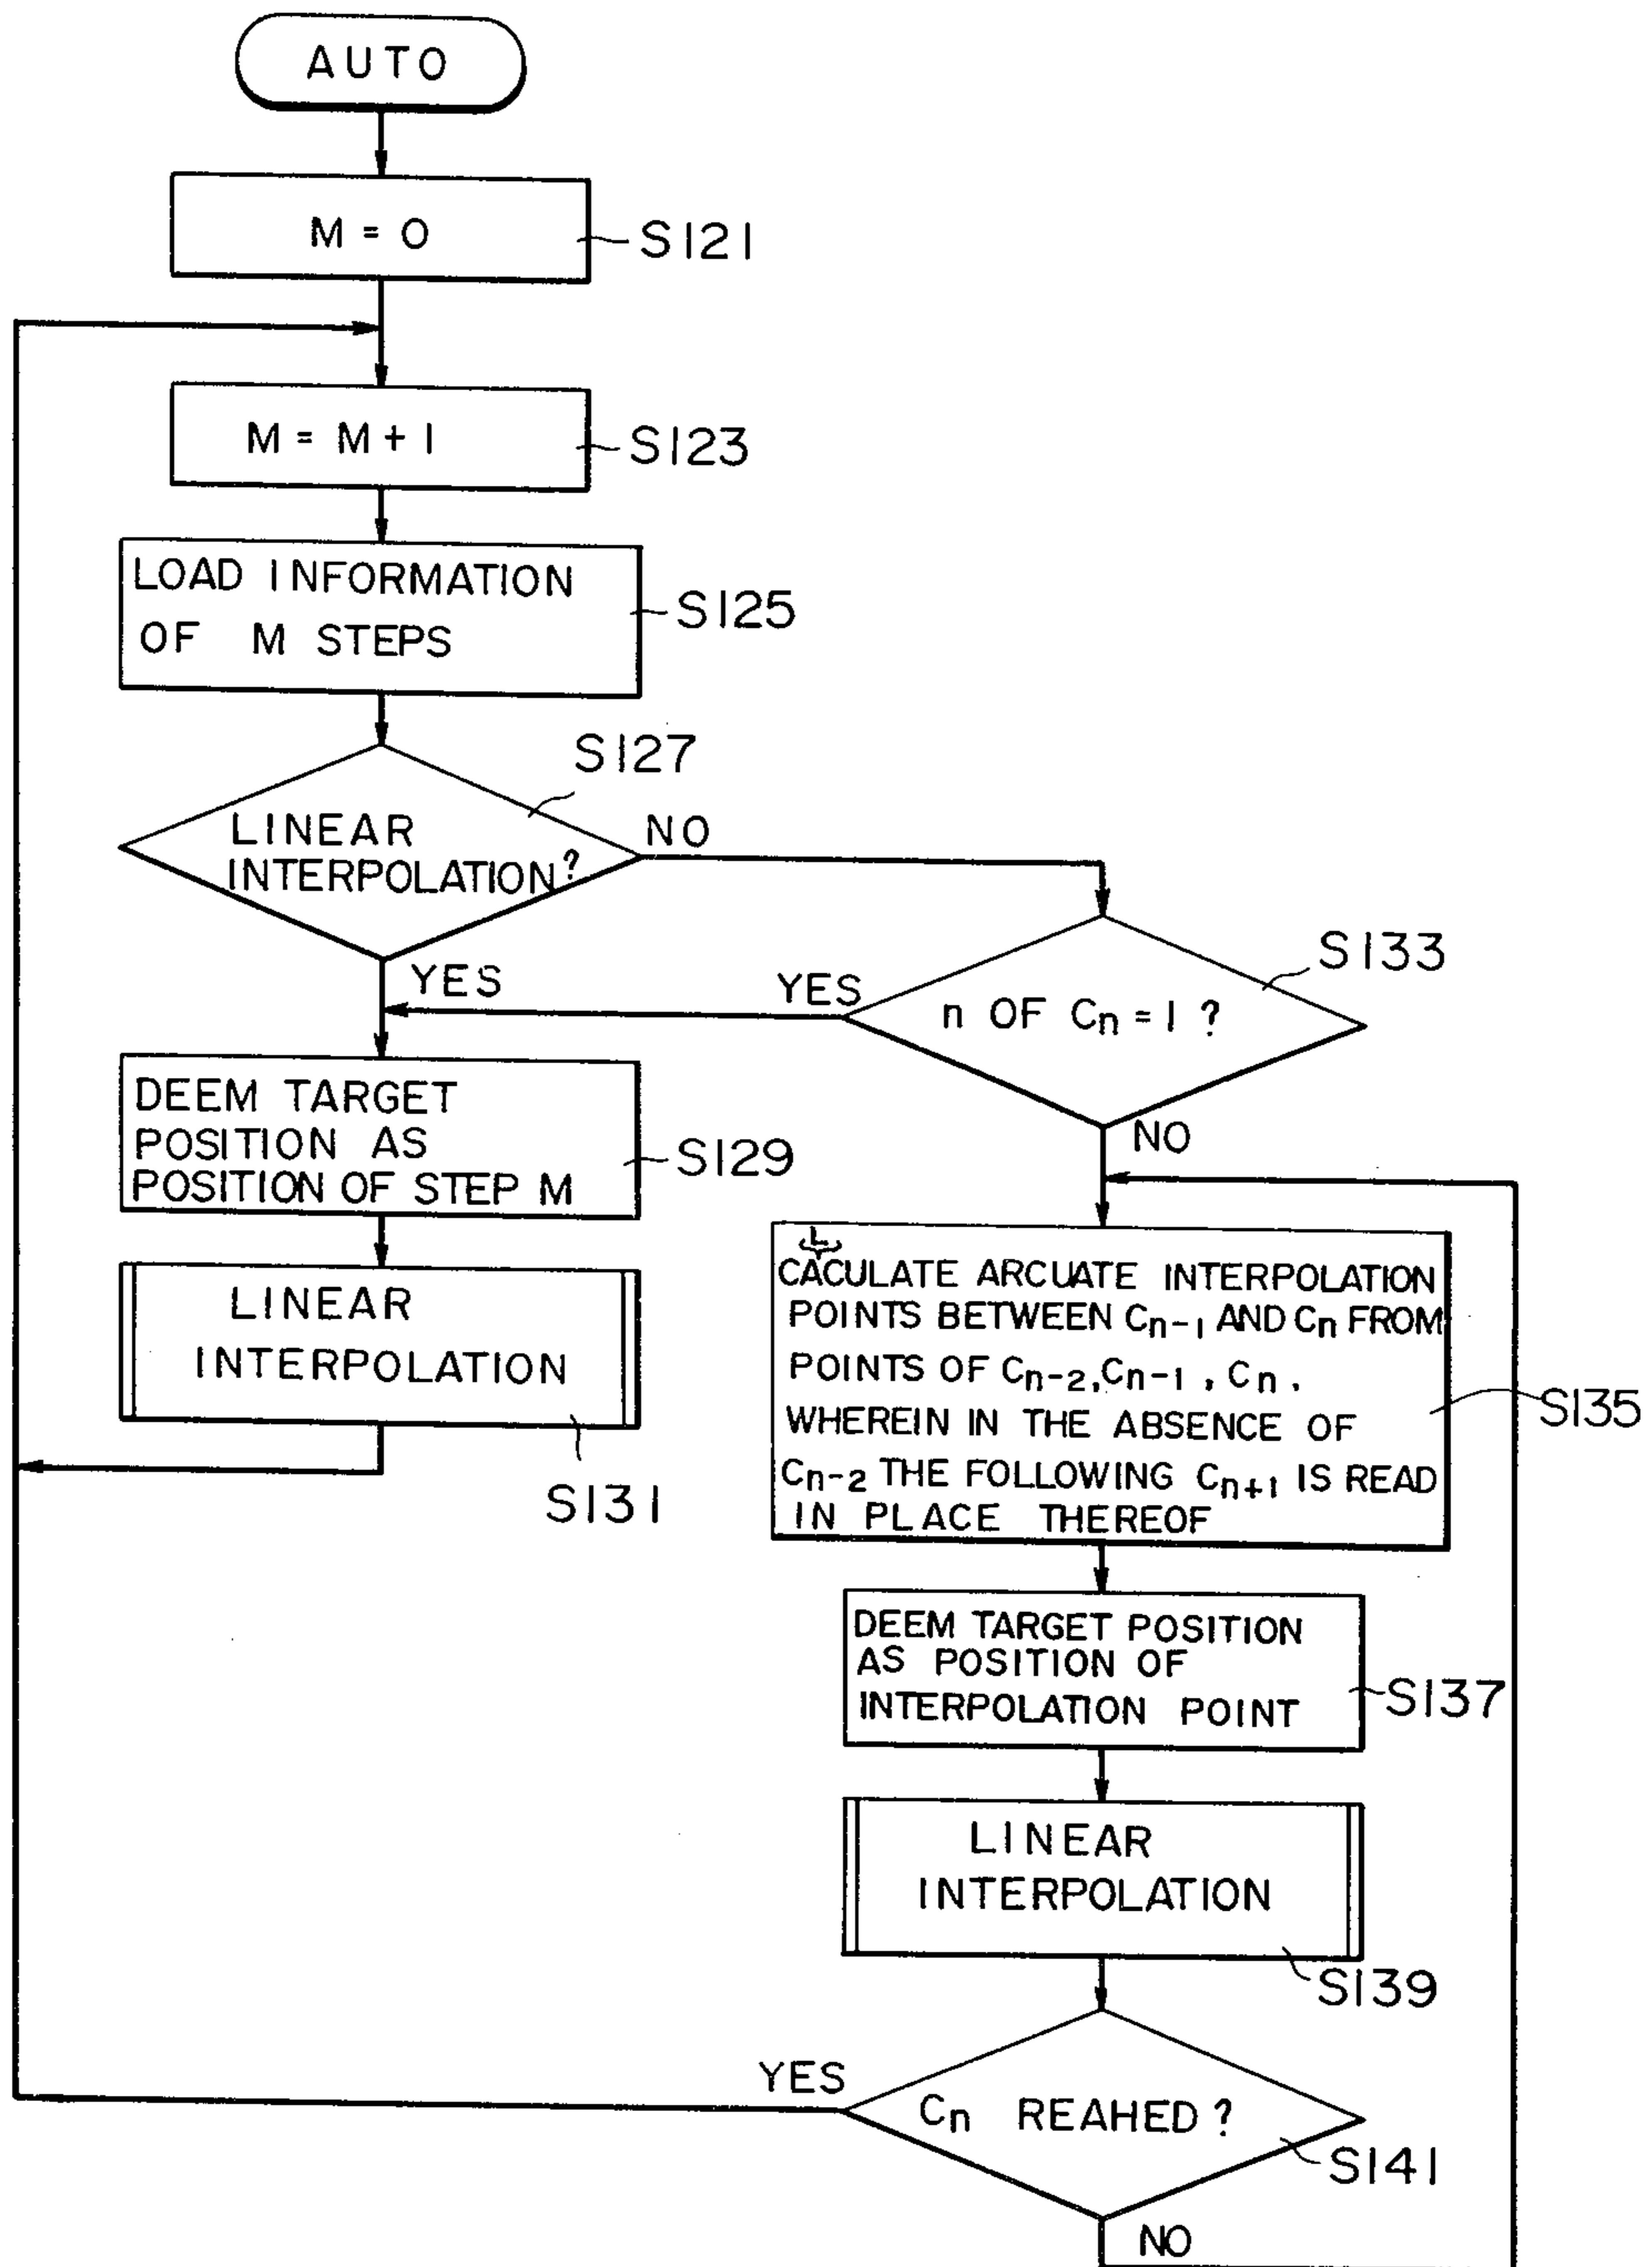 AUTO
M = 0
S121
M = M + 1
S123
LOAD INFORMATION
OF M STEPS
S125
S127
LINEAR
INTERPOLATION?
NO
YES
S133
n OF Cn = 1 ?
YES
NO
DEEM TARGET
POSITION AS
POSITION OF STEP M
S129
LINEAR
INTERPOLATION
S131
L
CACULATE ARCUATE INTERPOLATION
POINTS BETWEEN Cn-1 AND Cn FROM
POINTS OF Cn-2, Cn-1, Cn.
WHEREIN IN THE ABSENCE OF
Cn-2 THE FOLLOWING Cn+1 IS READ
IN PLACE THEREOF
S135
DEEM TARGET POSITION
AS POSITION OF
INTERPOLATION POINT
S137
LINEAR
INTERPOLATION
S139
YES
Cn REAHED ?
S141
NO